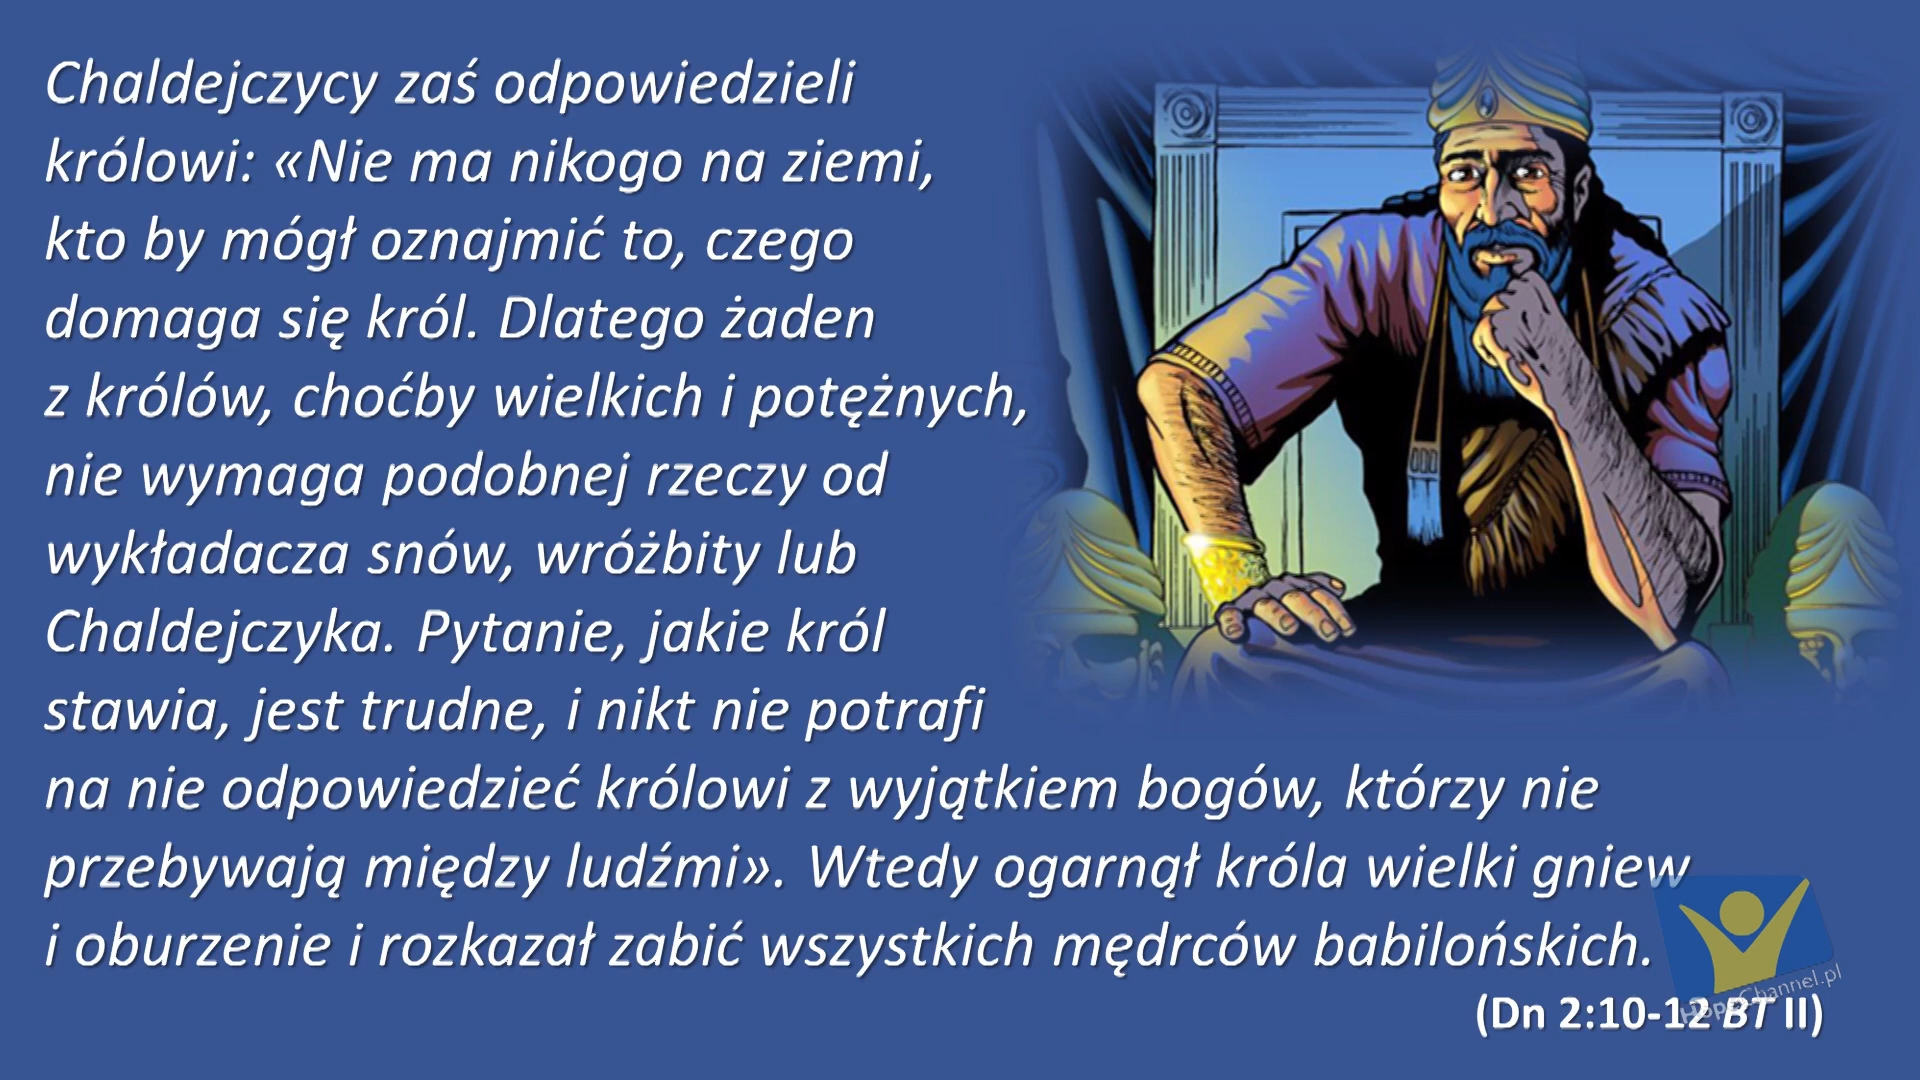 Chaldejczycy zaś odpowiedzieli
królowi: «Nie ma nikogo na ziemi,
kto by mógł oznajmić to, czego
domaga się król. Dlatego żaden
z królów, choćby wielkich i potężnych,
nie wymaga podobnej rzeczy od
wykładacza snów, wróżbity lub
Chaldejczyka. Pytanie, jakie król
stawia, jest trudne, i nikt nie potrafi
na nie odpowiedzieć królowi z wyjątkiem bogów, którzy nie
przebywają między ludźmi». Wtedy ogarnął króla wielki gniew
i oburzenie i rozkazał zabić wszystkich mędrców babilońskich.
HopeChannel.pl
(Dn 2:10-12 BT II)